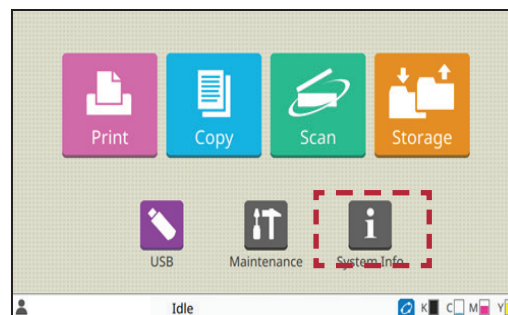 Print Copy Scan Storage
USB Maintenance System Info
Idle K C M Y